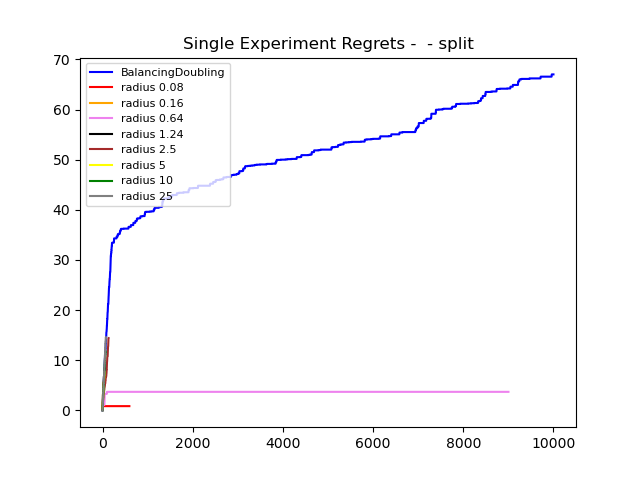 Single Experiment Regrets -  - split
70
60
50
40
30
20
10
0
BalancingDoubling
radius 0.08
radius 0.16
radius 0.64
radius 1.24
radius 2.5
radius 5
radius 10
radius 25
0 2000 4000 6000 8000 10000